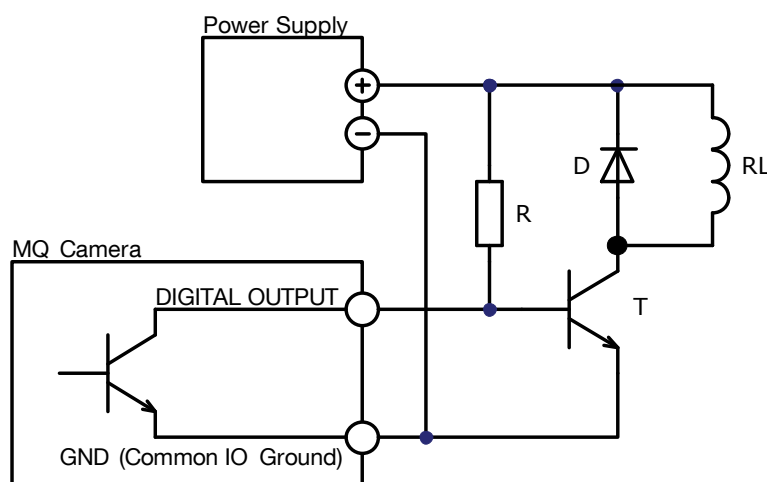 Power Supply
+
−
D
RL
R
MQ Camera
DIGITAL OUTPUT
T
GND (Common IO Ground)